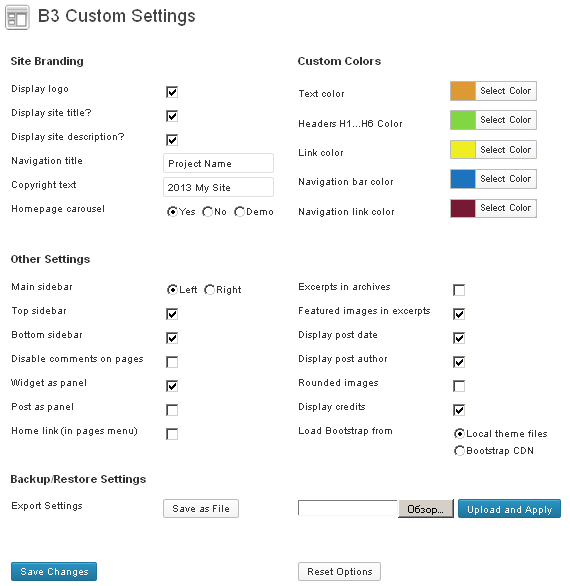 B3 Custom Settings
Site Branding
Display logo
Display site title?
Display site description?
Navigation title Project Name
Copyright text 2013 My Site
Homepage carousel Yes No Demo
Custom Colors
Text color Select Color
Headers H1...H6 Color Select Color
Link color Select Color
Navigation bar color Select Color
Navigation link color Select Color
Other Settings
Main sidebar Left Right
Top sidebar
Bottom sidebar
Disable comments on pages
Widget as panel
Post as panel
Home link (in pages menu)
Excerpts in archives
Featured images in excerpts
Display post date
Display post author
Rounded images
Display credits
Load Bootstrap from Local theme files
Bootstrap CDN
Backup/Restore Settings
Export Settings Save as File Обзор... Upload and Apply
Save Changes Reset Options